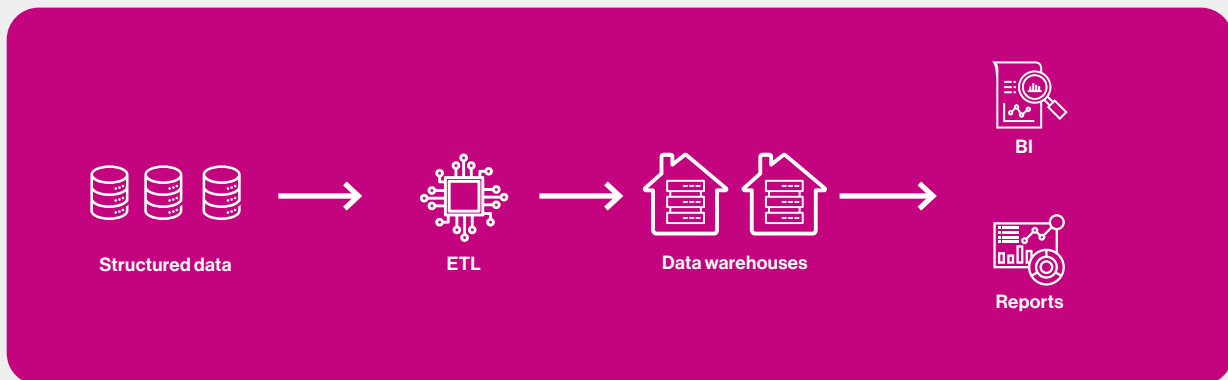 Structured data
ETL
Data warehouses
BI
Reports